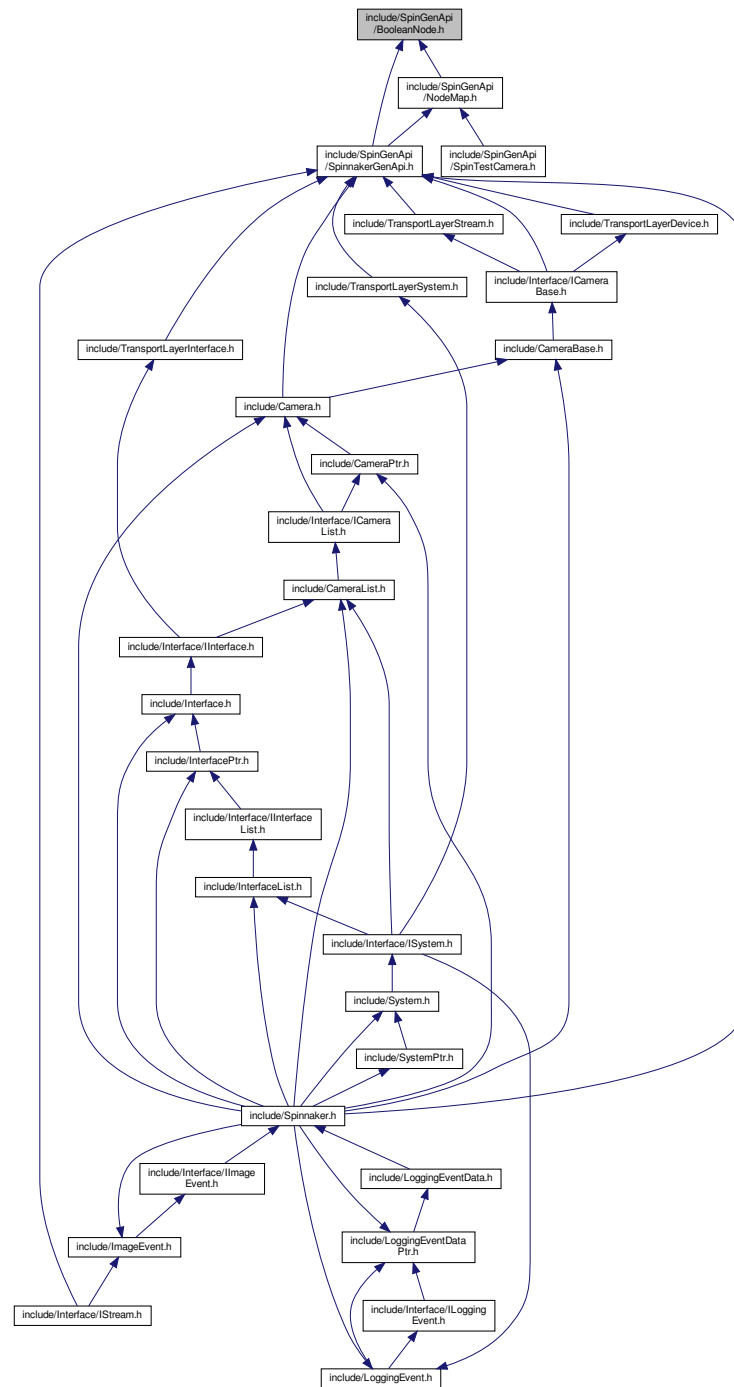 include/SpinGenApi
/BooleanNode.h
include/SpinGenApi
/NodeMap.h
include/SpinGenApi
/SpinnakerGenApi.h
include/SpinGenApi
/SpinTestCamera.h
include/TransportLayerStream.h
include/TransportLayerDevice.h
include/TransportLayerSystem.h
include/Interface/ICamera
Base.h
include/TransportLayerInterface.h
include/CameraBase.h
include/Camera.h
include/CameraPtr.h
include/Interface/ICamera
List.h
include/CameraList.h
include/Interface/IInterface.h
include/Interface.h
include/InterfacePtr.h
include/Interface/IInterface
List.h
include/InterfaceList.h
include/Interface/ISystem.h
include/System.h
include/SystemPtr.h
include/Spinnaker.h
include/Interface/IImage
Event.h
include/LoggingEventData.h
include/ImageEvent.h
include/LoggingEventData
Ptr.h
include/Interface/IStream.h
include/Interface/ILogging
Event.h
include/LoggingEvent.h